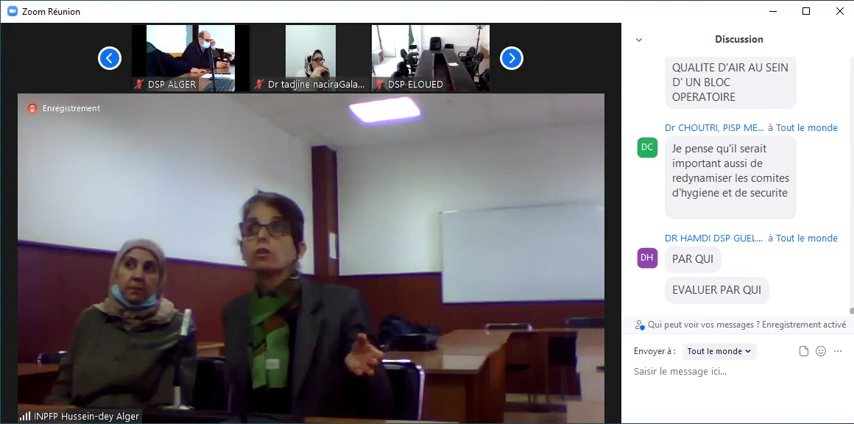 Zoom Réunion
DSP ALGER
Dr tadjine naciraGala...
DSP ELOUED
Enregistrement
INPFP Hussein-dey Alger
Discussion
QUALITE D'AIR AU SEIN
D' UN BLOC
OPERATOIRE
Dr CHOUTRI, PISP ME... à Tout le monde
DC
Je pense qu'il serait
important aussi de
redynamiser les comites
d'hygiene et de securite
DR HAMDI DSP GUEL... à Tout le monde
DH
PAR QUI
EVALUER PAR QUI
Qui peut voir vos messages ? Enregistrement activé
Envoyer à : Tout le monde
Saisir le message ici...